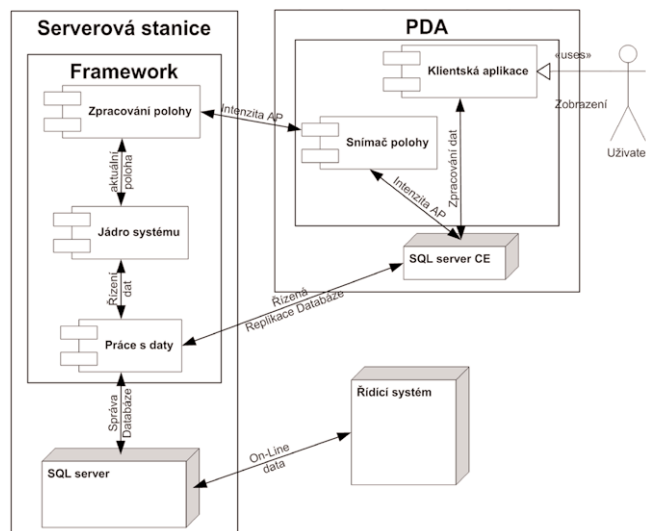 Serverová stanice
PDA
Framework
Klientská aplikace
«uses»
Zobrazení
Uživate
Zpracování polohy
Intenzita AP
Snímač polohy
aktuální
poloha
Intenzita AP
Zpracování dat
Jádro systému
SQL server CE
Řízení
dat
Řízená
Replikace Databáze
Práce s daty
Správa
Databáze
Řídicí systém
SQL server
On-Line
data